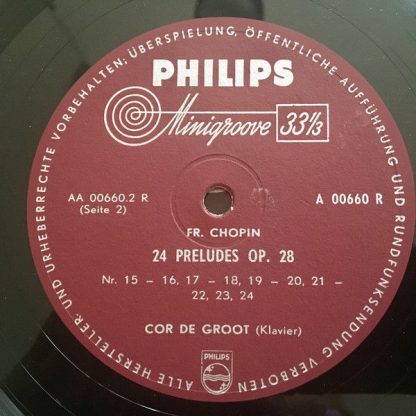 ALLE HERSTELLER- UND URHEBERRECHTE VORBEHALTEN; ÜBERSPIELUNG, ÖFFENTLICHE AUFFÜHRUNG UND RUNDFUNKSENDUNG VERBOTEN
PHILIPS
Minigroove 33⅓
AA 00660.2 R A 00660 R
(Seite 2)
FR. CHOPIN
24 PRELUDES OP. 28
Nr. 15 – 16, 17 – 18, 19 – 20, 21 –
22, 23, 24
COR DE GROOT (Klavier)
PHILIPS